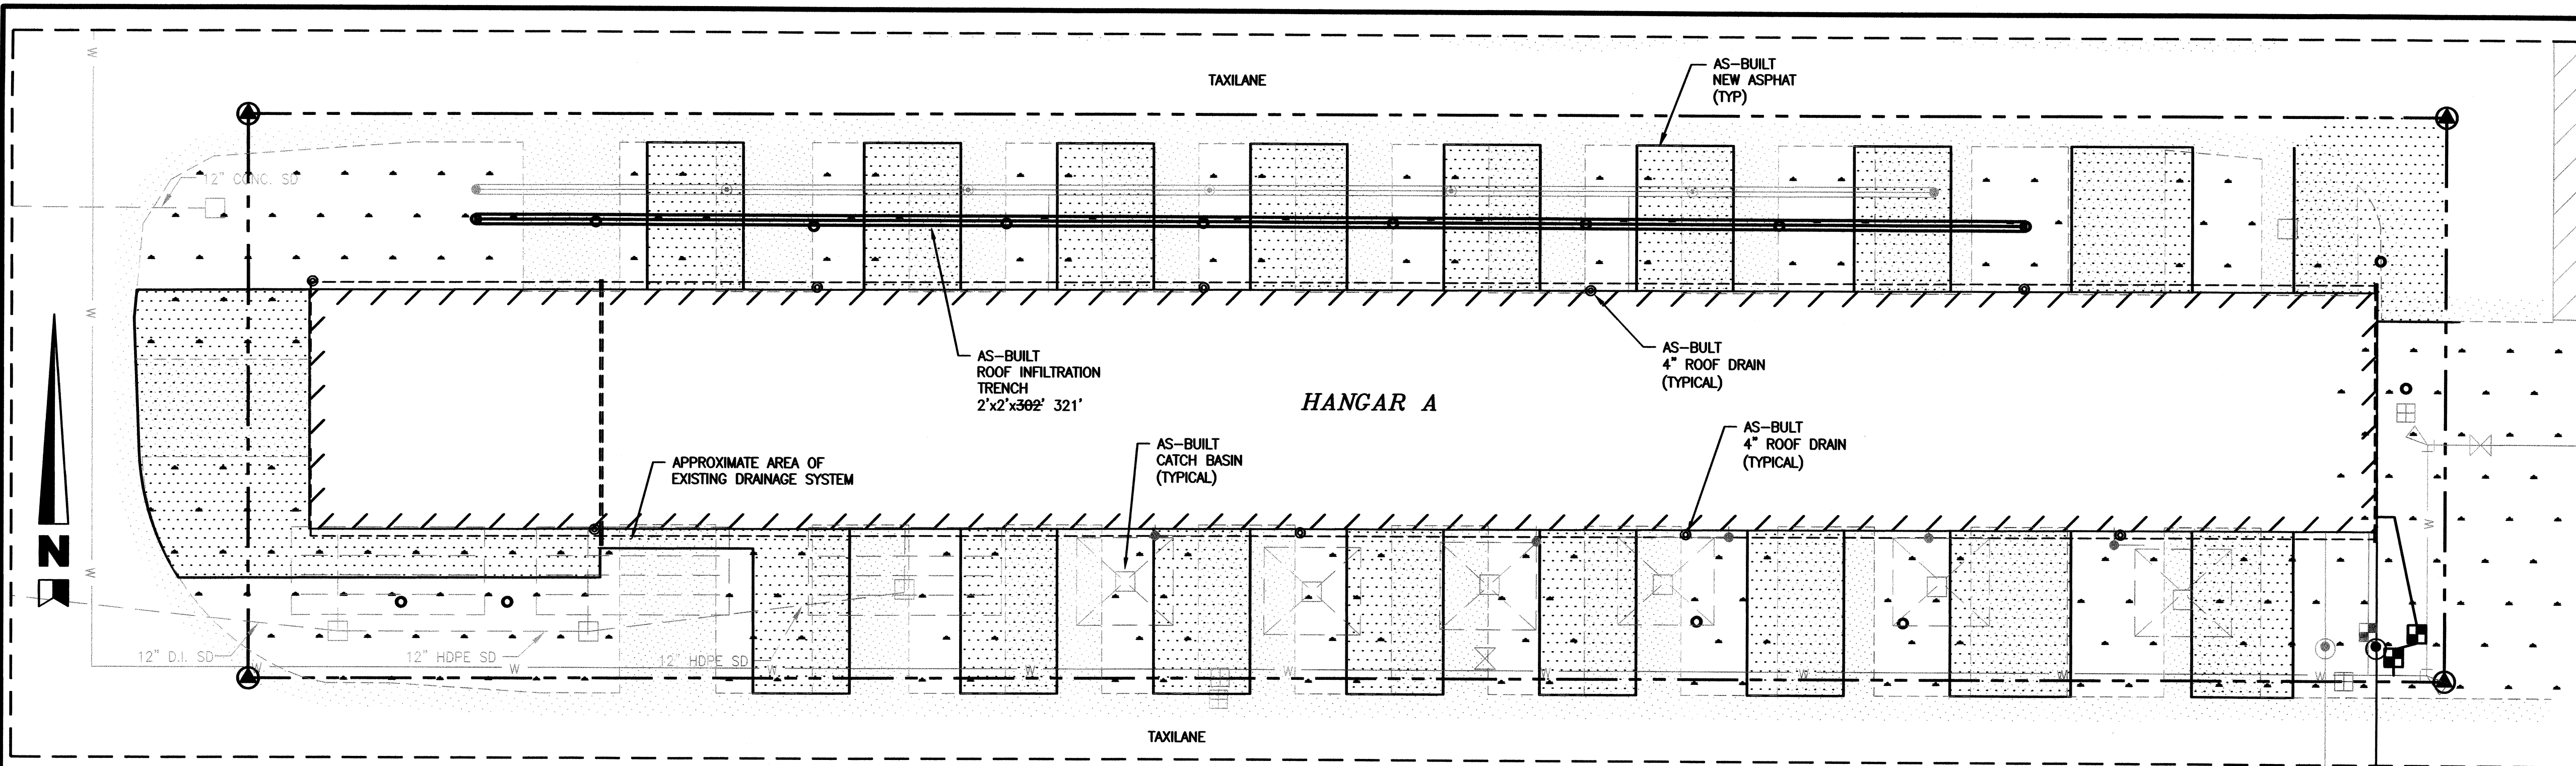 TAXILANE
AS-BUILT
NEW ASPHAT
(TYP)
12" CONC. SD
AS-BUILT
ROOF INFILTRATION
TRENCH
2'x2'x302' 321'
AS-BULT
4" ROOF DRAIN
(TYPICAL)
HANGAR A
AS-BUILT
CATCH BASIN
(TYPICAL)
AS-BULT
4" ROOF DRAIN
(TYPICAL)
APPROXIMATE AREA OF
EXISTING DRAINAGE SYSTEM
N
12" D.I. SD
12" HDPE SD
12" HDPE SD
W
W
W
W
W
W
W
W
W
W
W
W
W
TAXILANE